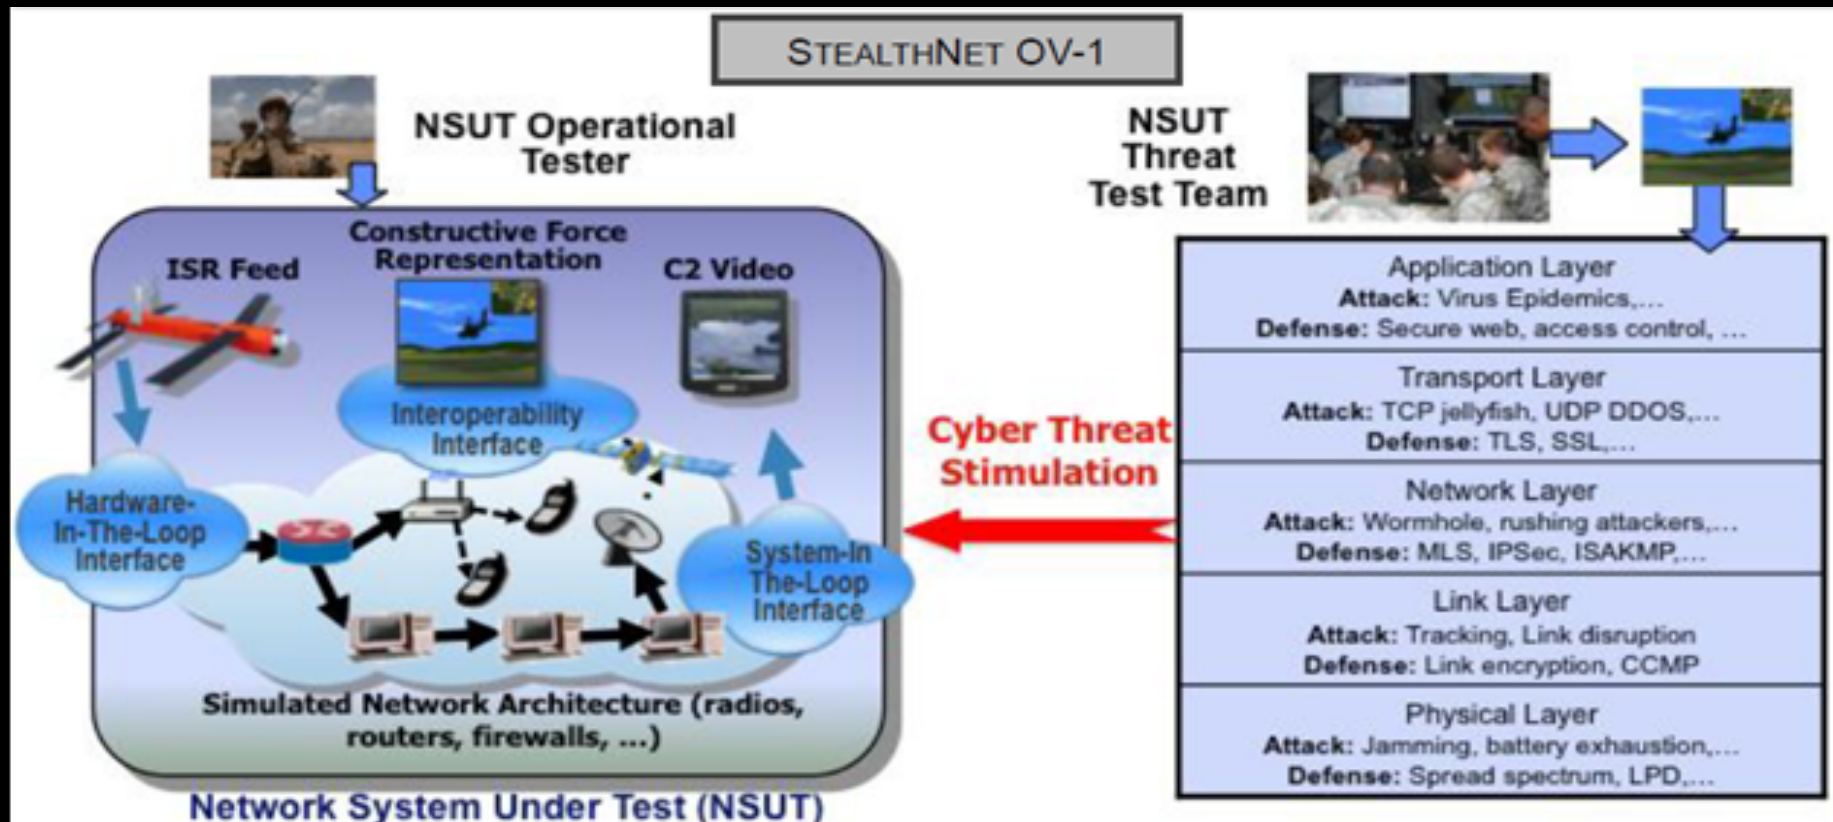 STEALTHNET OV-1
NSUT Operational
Tester
NSUT
Threat
Test Team
Constructive Force
Representation
ISR Feed
C2 Video
Interoperability
Interface
Hardware-
In-The-Loop
Interface
System-In
The-Loop
Interface
Simulated Network Architecture (radios,
routers, firewalls, ...)
Network System Under Test (NSUT)
Cyber Threat
Stimulation
Application Layer
Attack: Virus Epidemics,...
Defense: Secure web, access control, ...
Transport Layer
Attack: TCP jellyfish, UDP DDOS,...
Defense: TLS, SSL,...
Network Layer
Attack: Wormhole, rushing attackers,...
Defense: MLS, IPSec, ISAKMP,...
Link Layer
Attack: Tracking, Link disruption
Defense: Link encryption, CCMP
Physical Layer
Attack: Jamming, battery exhaustion,...
Defense: Spread spectrum, LPD,...